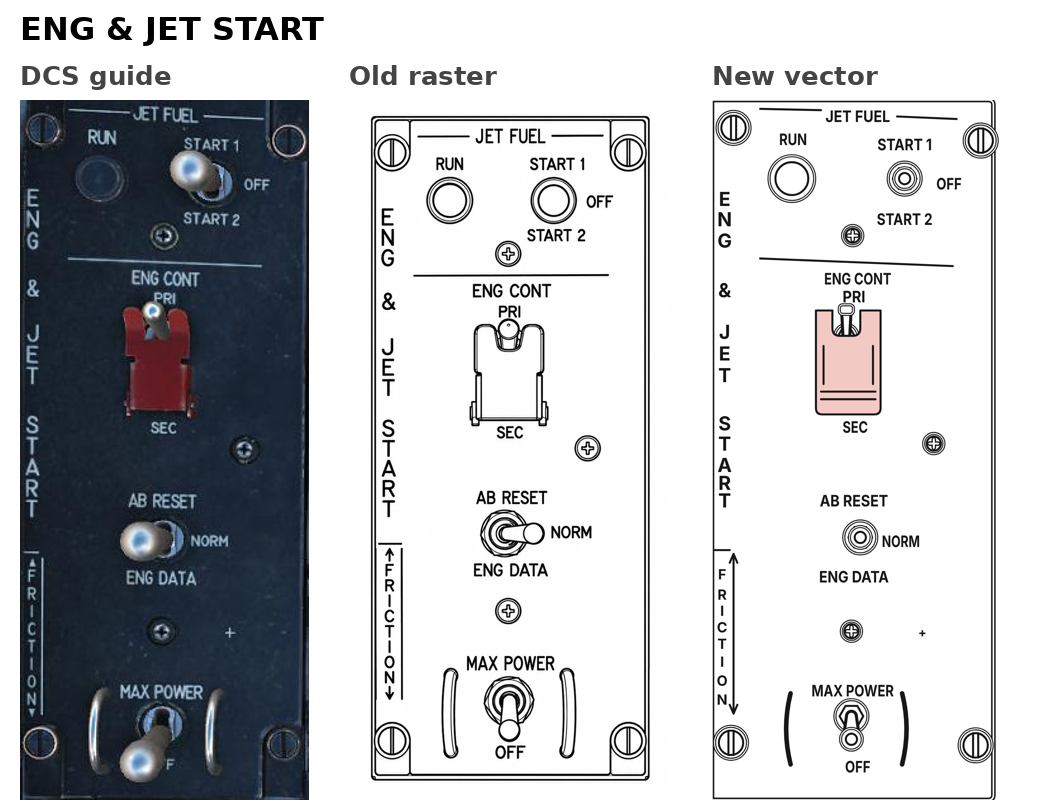 ENG & JET START
DCS guide
Old raster
New vector
JET FUEL
RUN
START 1
OFF
START 2
ENG CONT
PRI
SEC
AB RESET
NORM
ENG DATA
MAX POWER
F
ENG & JET START
FRICTION
JET FUEL
RUN
START 1
OFF
START 2
ENG CONT
PRI
SEC
AB RESET
NORM
ENG DATA
MAX POWER
OFF
ENG & JET START
FRICTION
JET FUEL
RUN
START 1
OFF
START 2
ENG CONT
PRI
SEC
AB RESET
NORM
ENG DATA
MAX POWER
OFF
ENG & JET START
FRICTION